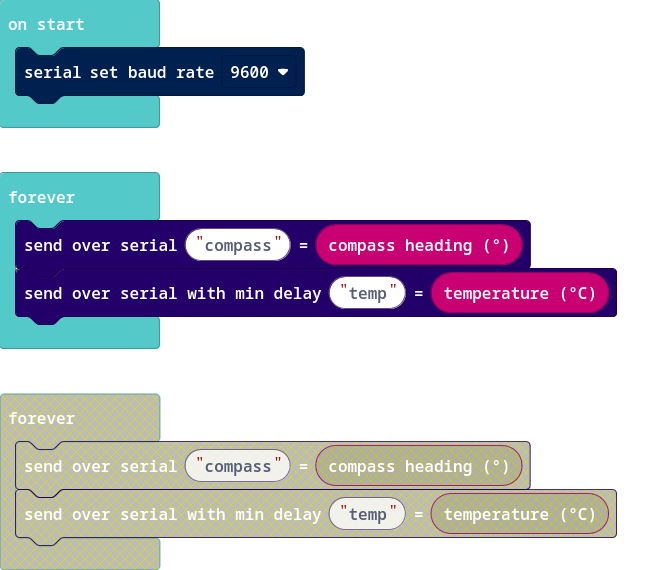 on start
serial set baud rate 9600
forever
send over serial "compass" = compass heading (°)
send over serial with min delay "temp" = temperature (°C)
forever
send over serial "compass" = compass heading (°)
send over serial with min delay "temp" = temperature (°C)